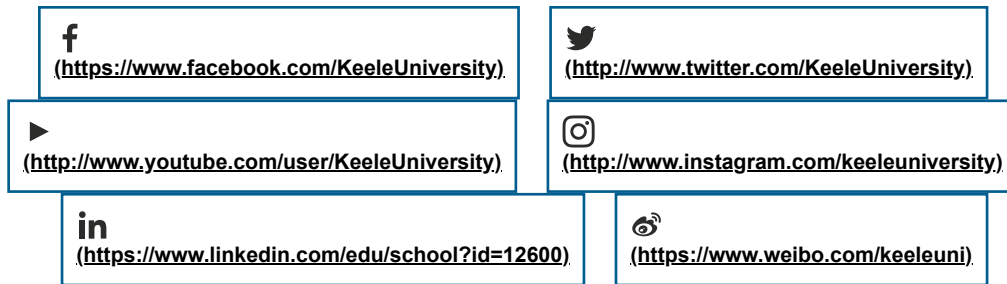 (https://www.facebook.com/KeeleUniversity)
(http://www.twitter.com/KeeleUniversity)
(http://www.youtube.com/user/KeeleUniversity)
(http://www.instagram.com/keeleuniversity)
in
(https://www.linkedin.com/edu/school?id=12600)
(https://www.weibo.com/keeleuni)